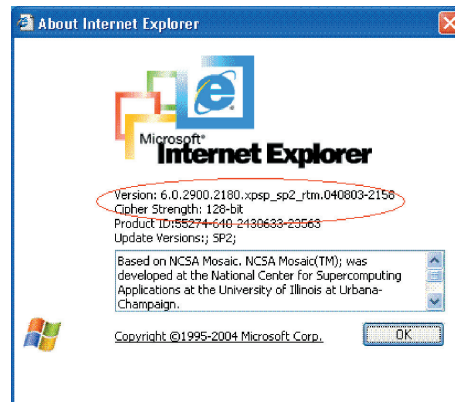 About Internet Explorer
Microsoft®
Internet Explorer
Version: 6.0.2900.2180.xpsp_sp2_rtm.040803-2158
Cipher Strength: 128-bit
Product ID:55274-640-2430633-23563
Update Versions:; SP2;
Based on NCSA Mosaic. NCSA Mosaic(TM); was
developed at the National Center for Supercomputing
Applications at the University of Illinois at Urbana-
Champaign.
Copyright ©1995-2004 Microsoft Corp.
OK